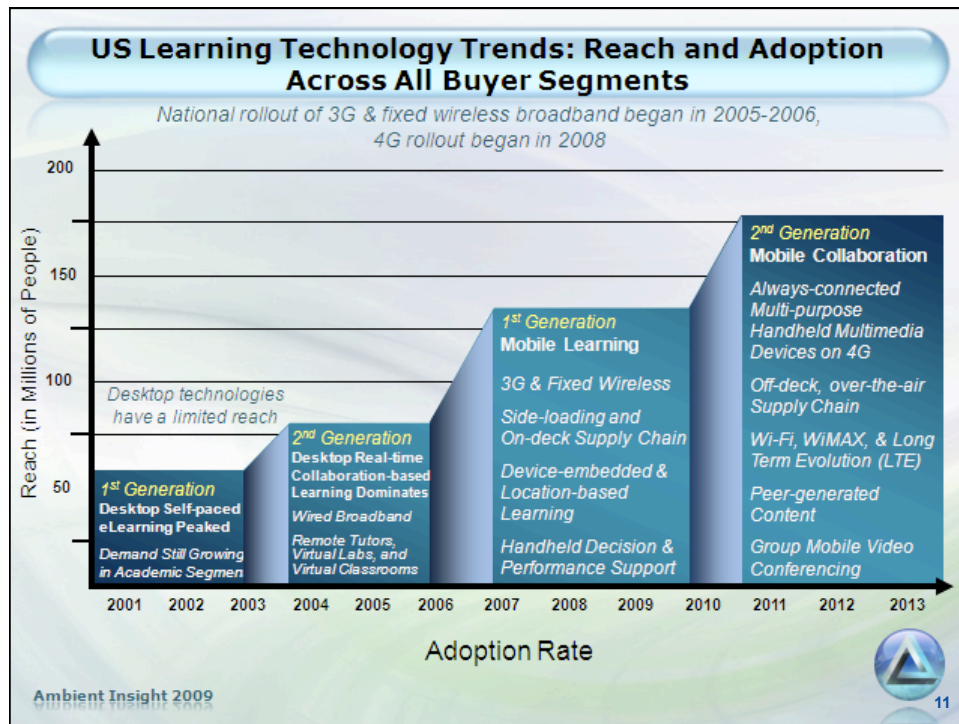 US Learning Technology Trends: Reach and Adoption
Across All Buyer Segments
National rollout of 3G & fixed wireless broadband began in 2005-2006,
4G rollout began in 2008
Reach (in Millions of People)
200
150
100
50
Desktop technologies
have a limited reach
1st Generation
Desktop Self-paced
eLearning Peaked
Demand Still Growing
in Academic Segmen
2nd Generation
Desktop Real-time
Collaboration-based
Learning Dominates
Wired Broadband
Remote Tutors,
Virtual Labs, and
Virtual Classrooms
1st Generation
Mobile Learning
3G & Fixed Wireless
Side-loading and
On-deck Supply Chain
Device-embedded &
Location-based
Learning
Handheld Decision &
Performance Support
2nd Generation
Mobile Collaboration
Always-connected
Multi-purpose
Handheld Multimedia
Devices on 4G
Off-deck, over-the-air
Supply Chain
Wi-Fi, WiMAX, & Long
Term Evolution (LTE)
Peer-generated
Content
Group Mobile Video
Conferencing
2001 2002 2003 2004 2005 2006 2007 2008 2009 2010 2011 2012 2013
Adoption Rate
Ambient Insight 2009
11